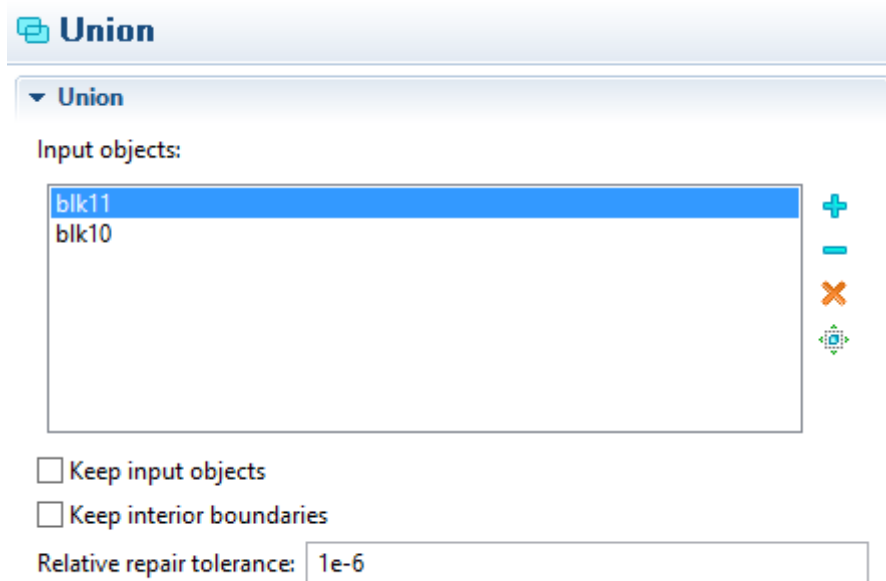 Union
Union
Input objects:
blk11
blk10
Keep input objects
Keep interior boundaries
Relative repair tolerance: 1e-6